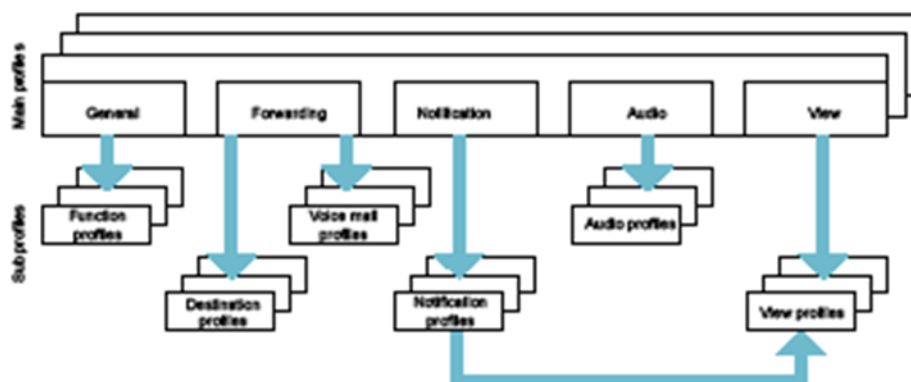 Main profiles
General
Forwarding
Notification
Audio
View
Sub profiles
Function
profiles
Voice mail
profiles
Audio profiles
Destination
profiles
Notification
profiles
View profiles